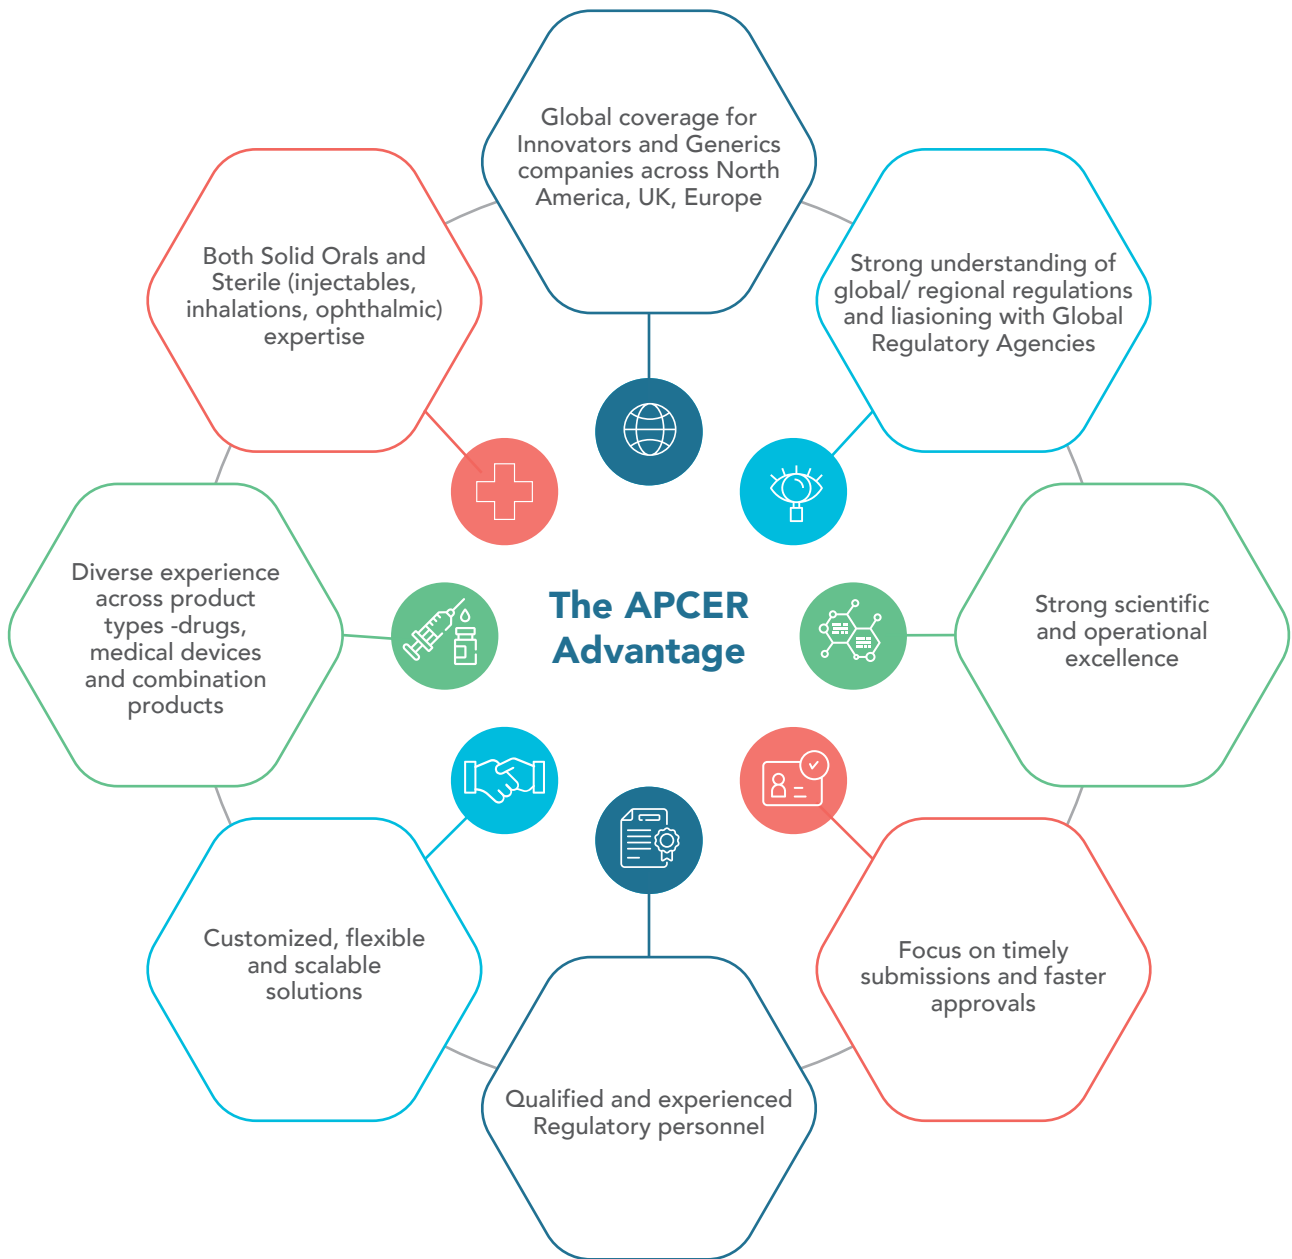 Global coverage for
Innovators and Generics
companies across North
America, UK, Europe
Strong understanding of
global/ regional regulations
and liasioning with Global
Regulatory Agencies
Strong scientific
and operational
excellence
Focus on timely
submissions and faster
approvals
Qualified and experienced
Regulatory personnel
Customized, flexible
and scalable
solutions
Diverse experience
across product
types -drugs,
medical devices
and combination
products
Both Solid Orals and
Sterile (injectables,
inhalations, ophthalmic)
expertise
The APCER
Advantage